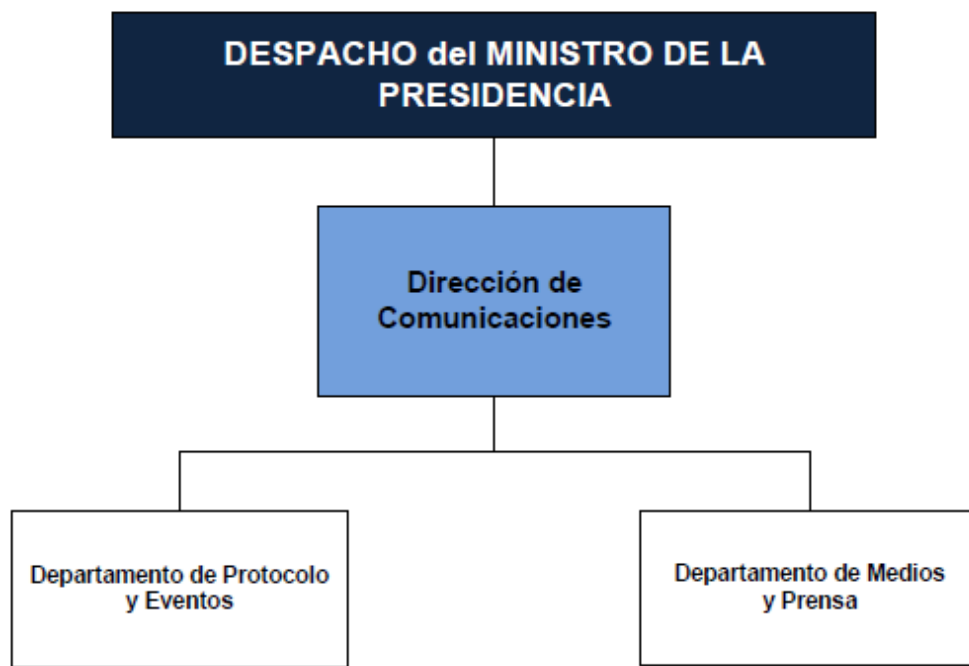 DESPACHO del MINISTRO DE LA
PRESIDENCIA
Dirección de
Comunicaciones
Departamento de Protocolo
y Eventos
Departamento de Medios
y Prensa